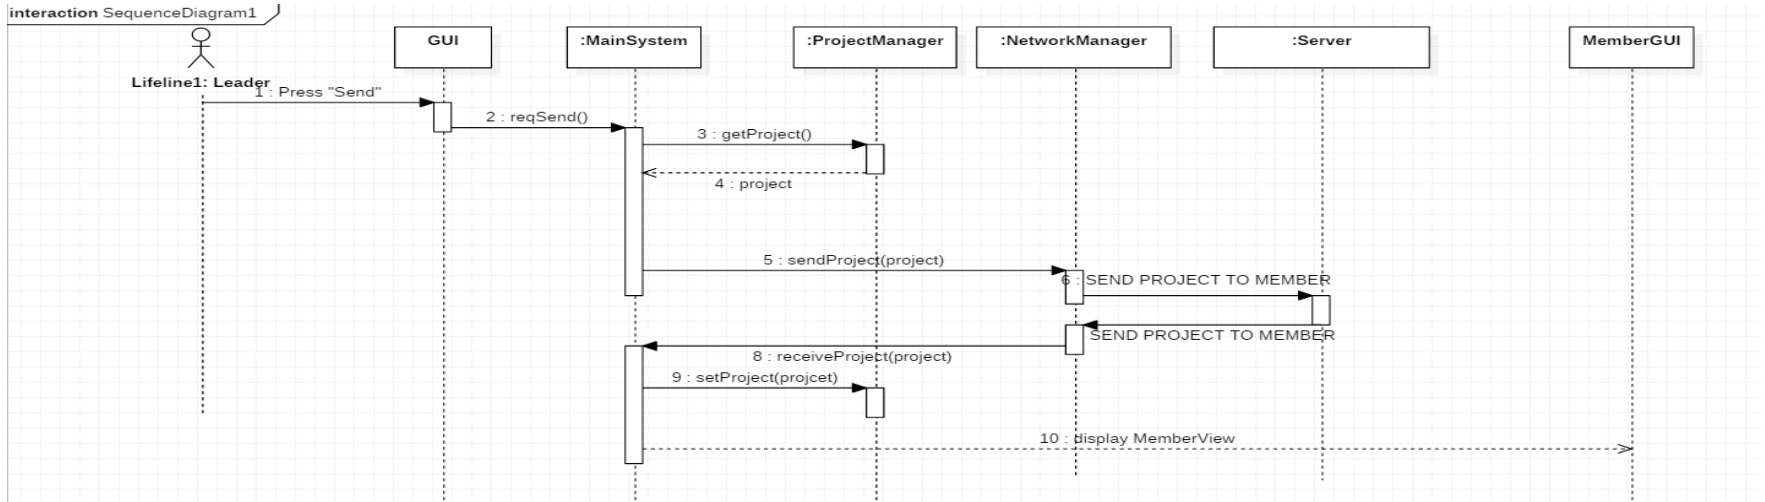 interaction SequenceDiagram1
GUI
:MainSystem
:ProjectManager
:NetworkManager
:Server
MemberGUI
Lifeline1: Leader
1 : Press "Send"
2 : reqSend()
3 : getProject()
4 : project
5 : sendProject(project)
6 : SEND PROJECT TO MEMBER
SEND PROJECT TO MEMBER
8 : receiveProject(project)
9 : setProject(projcet)
10 : display MemberView